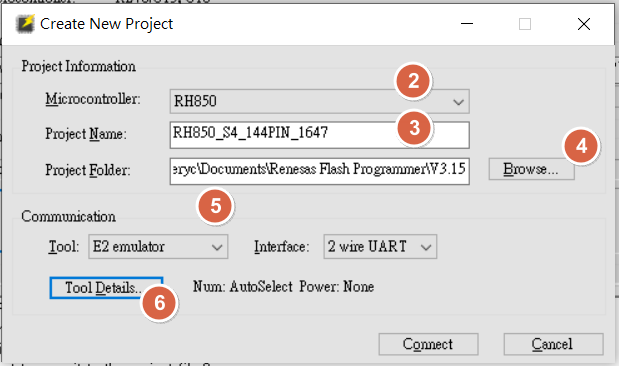 Create New Project
Project Information
2
Microcontroller: RH850
3
Project Name: RH850_S4_144PIN_1647
4
Project Folder: eryc\Documents\Renesas Flash Programmer\V3.15 Browse...
5
Communication
Tool: E2 emulator Interface: 2 wire UART
Tool Details... Num: AutoSelect Power: None
6
Connect Cancel